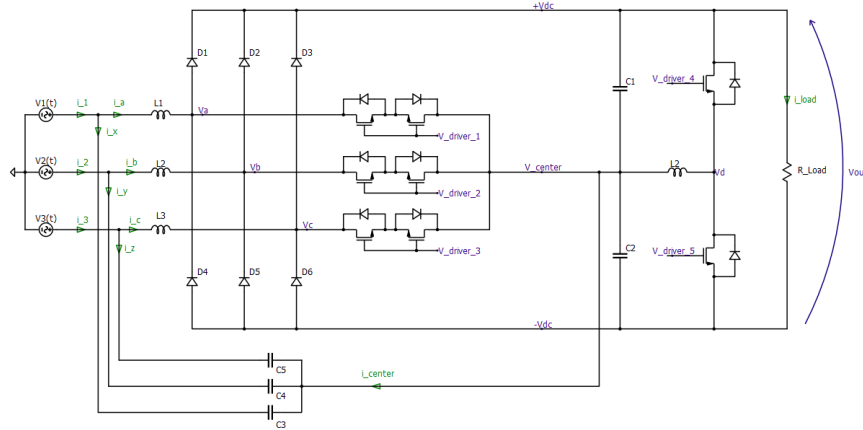 +Vdc
D1
D2
D3
C1
V_driver_4
i_load
V1(t)
i_1
i_a
L1
Va
i_x
V_driver_1
V2(t)
i_2
i_b
L2
Vb
V_center
L2
Vd
R_Load
Vou
i_y
V_driver_2
V3(t)
i_3
i_c
L3
Vc
i_z
V_driver_3
C2
V_driver_5
D4
D5
D6
-Vdc
C5
i_center
C4
C3